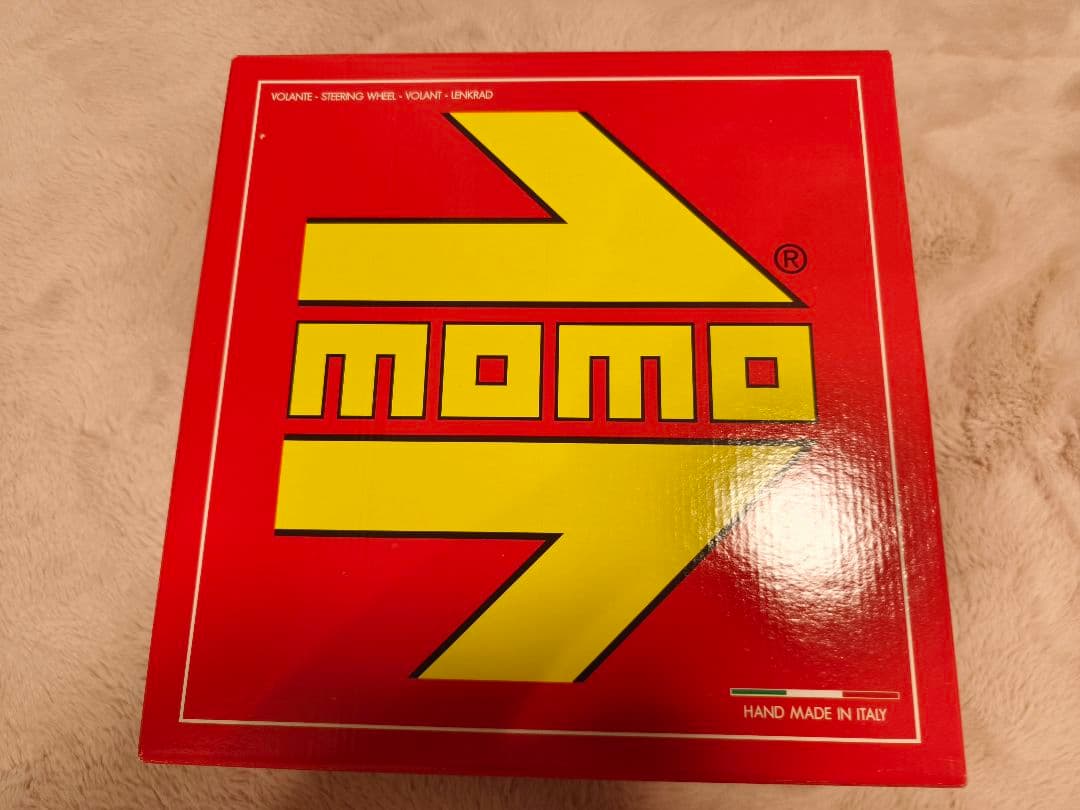 VOLANTE - STEERING WHEEL - VOLANT - LENKRAD
®
momo
HAND MADE IN ITALY